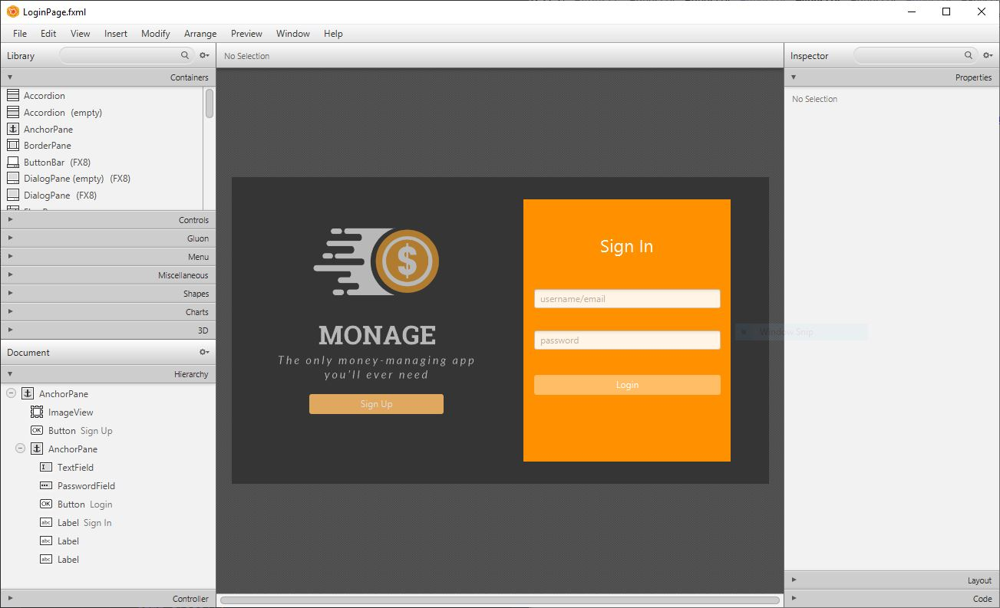 LoginPage.fxml
File Edit View Insert Modify Arrange Preview Window Help
Library
Containers
Accordion
Accordion (empty)
AnchorPane
BorderPane
ButtonBar (FX8)
DialogPane (empty) (FX8)
DialogPane (FX8)
Controls
Gluon
Menu
Miscellaneous
Shapes
Charts
3D
Document
Hierarchy
AnchorPane
ImageView
OK Button Sign Up
AnchorPane
TextField
PasswordField
OK Button Login
abc Label Sign In
abc Label
abc Label
Controller
No Selection
$
MONAGE
The only money-managing app
you'll ever need
Sign Up
Sign In
username/email
password
Login
Window Snip
Inspector
Properties
No Selection
Layout
Code